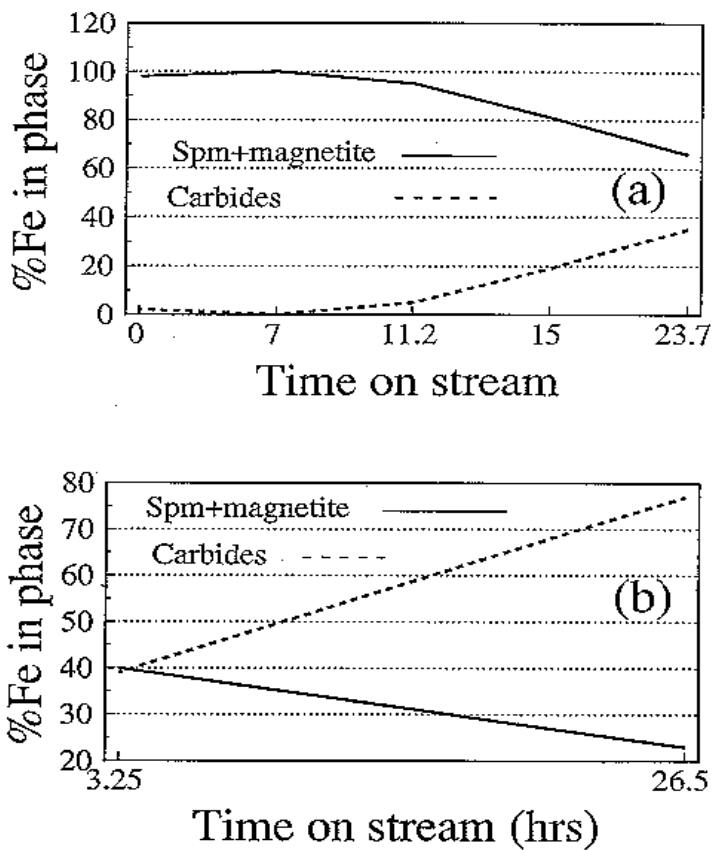 120
100
80
60
40
20
0
%Fe in phase
Spm+magnetite
Carbides
(a)
0 7 11.2 15 23.7
Time on stream
80
70
60
50
40
30
20
%Fe in phase
Spm+magnetite
Carbides
(b)
3.25 26.5
Time on stream (hrs)